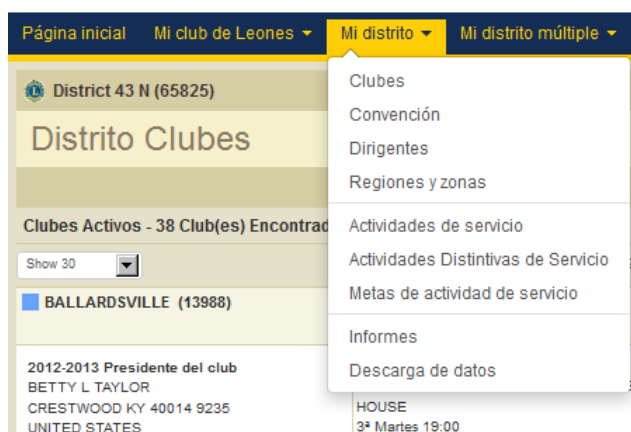 Página inicial Mi club de Leones Mi distrito Mi distrito múltiple
District 43 N (65825)
Distrito Clubes
Clubes Activos - 38 Club(es) Encontrad
Show 30
BALLARDSVILLE (13988)
2012-2013 Presidente del club
BETTY L TAYLOR
CRESTWOOD KY 40014 9235
UNITED STATES
Clubes
Convención
Dirigentes
Regiones y zonas
Actividades de servicio
Actividades Distintivas de Servicio
Metas de actividad de servicio
Informes
Descarga de datos
HOUSE
3ª Martes 19:00